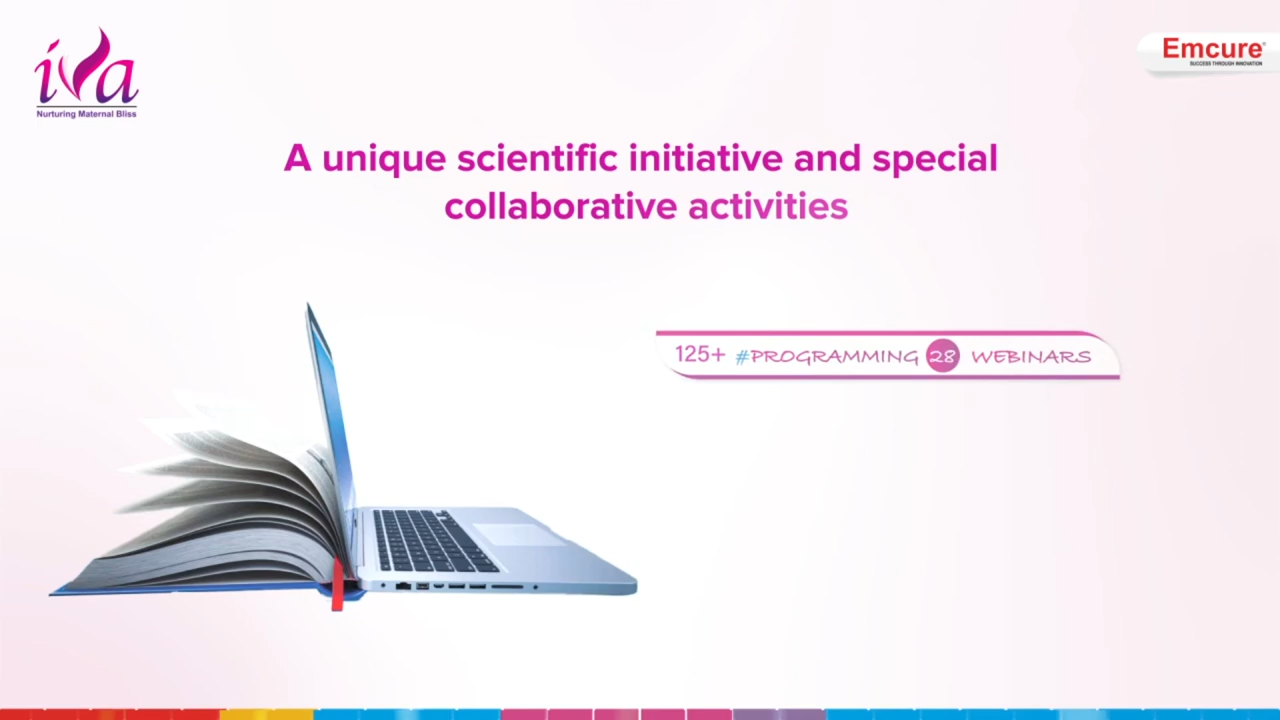 iva
Nurturing Maternal Bliss
Emcure®
SUCCESS THROUGH INNOVATION
A unique scientific initiative and special
collaborative activities
125+ #PROGRAMMING 28 WEBINARS